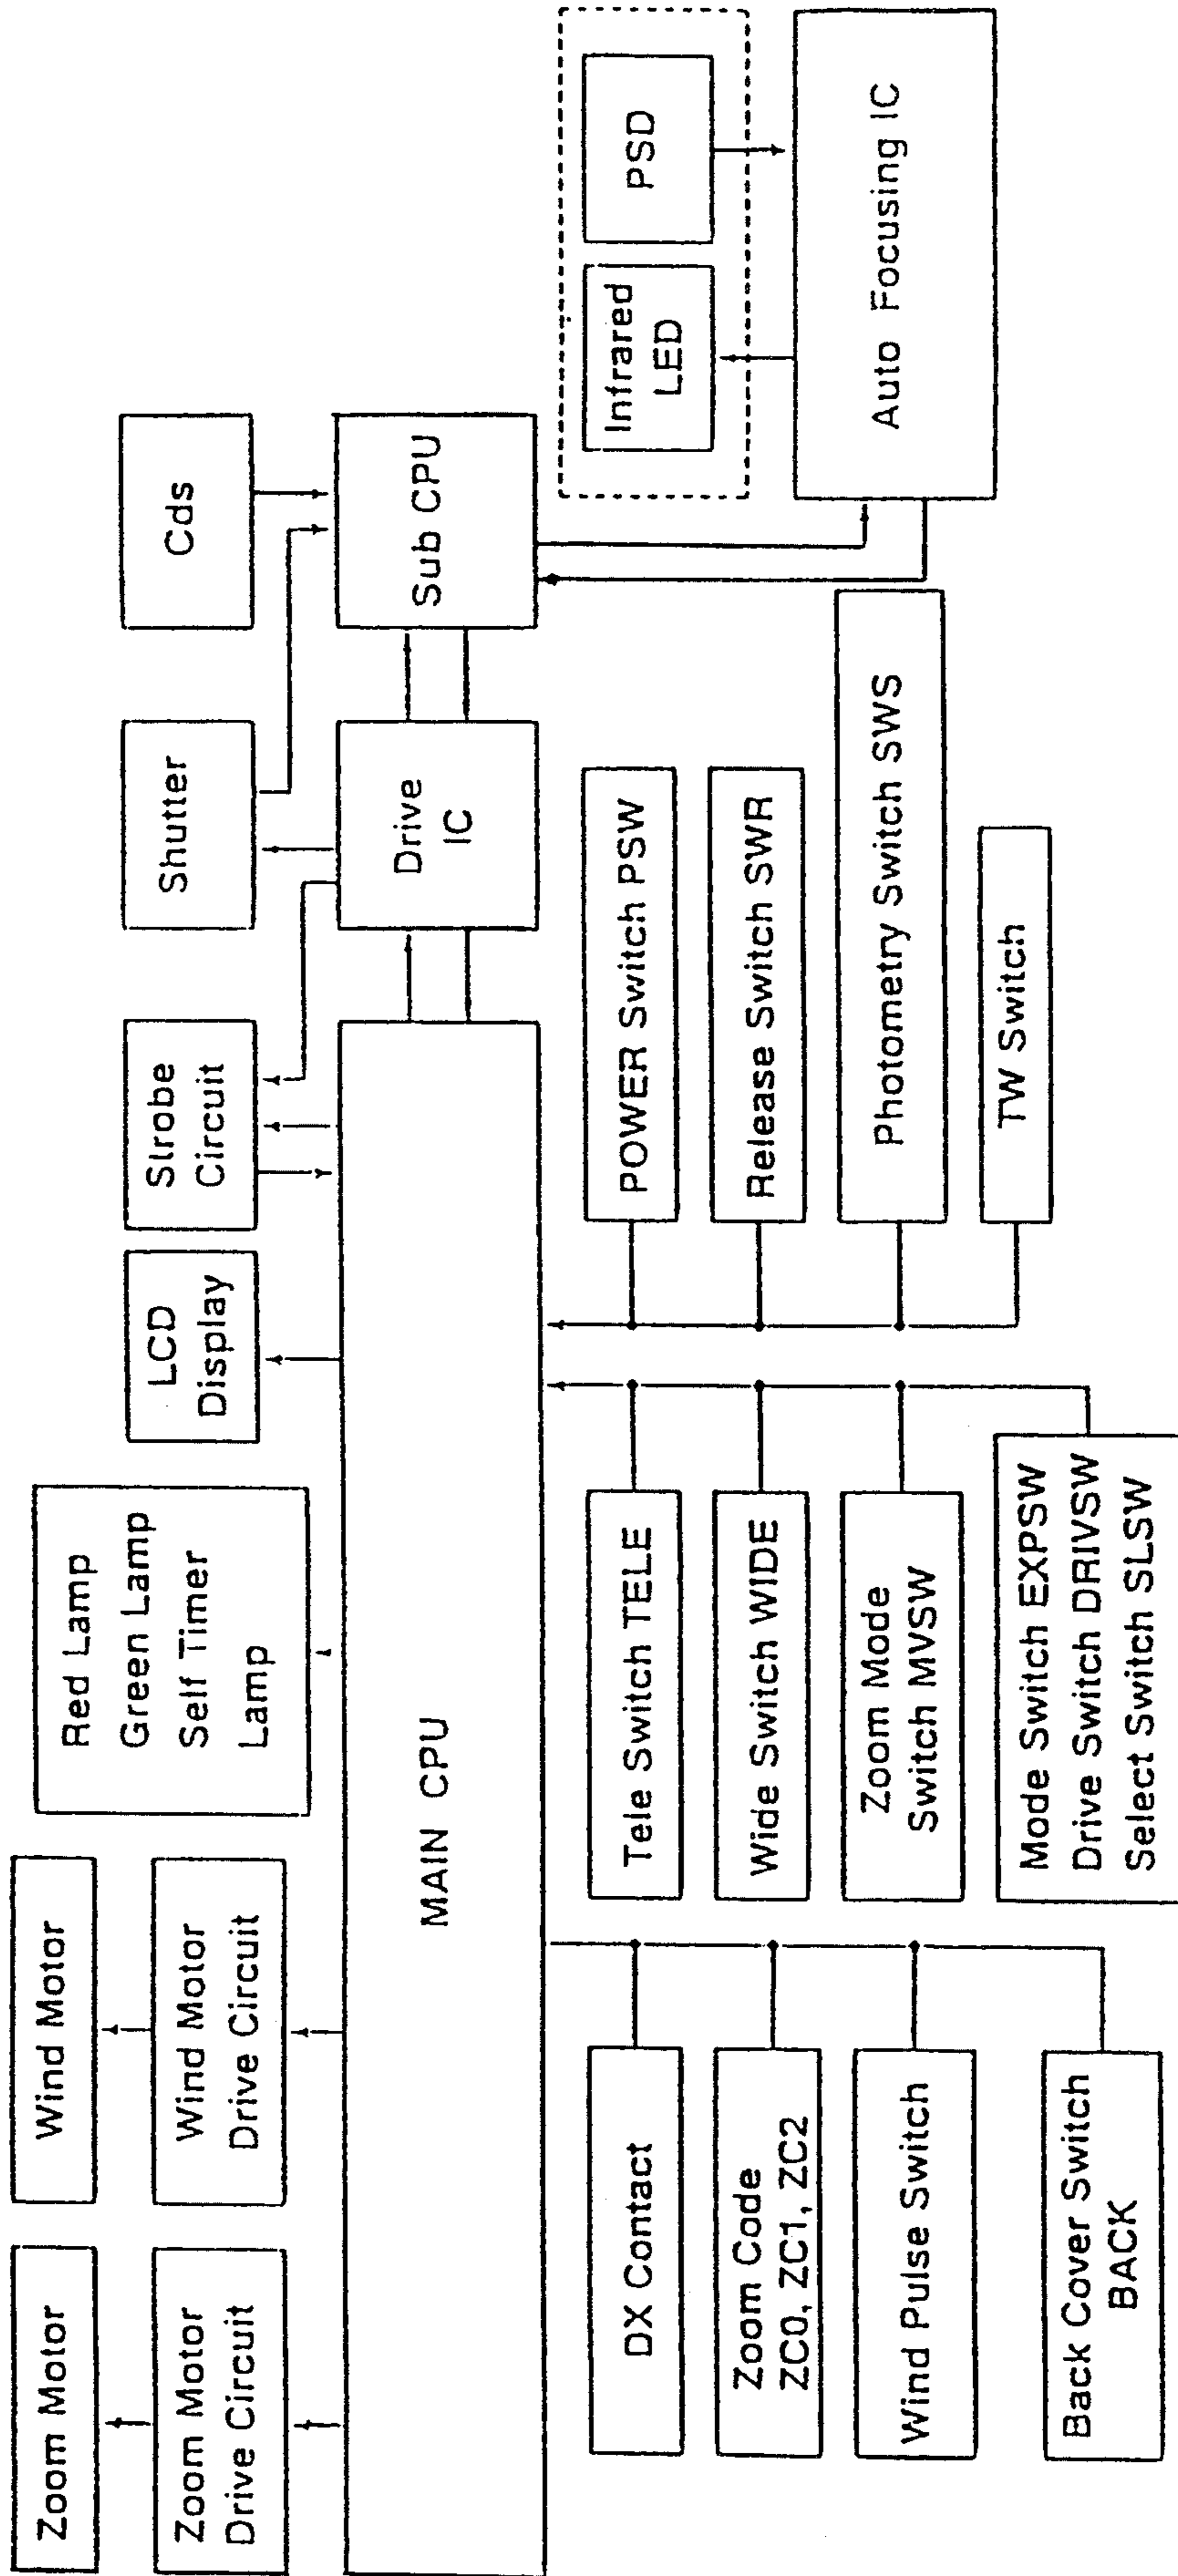 Zoom Motor
Zoom Motor
Drive Circuit
Wind Motor
Wind Motor
Drive Circuit
Red Lamp
Green Lamp
Self Timer
Lamp
LCD
Display
Strobe
Circuit
Shutter
Cds
MAIN CPU
Drive
IC
Sub CPU
Infrared
LED
PSD
Auto Focusing IC
DX Contact
Zoom Code
ZC0, ZC1, ZC2
Wind Pulse Switch
Back Cover Switch
BACK
Tele Switch TELE
Wide Switch WIDE
Zoom Mode
Switch MVSW
Mode Switch EXPSW
Drive Switch DRIVSW
Select Switch SLSW
POWER Switch PSW
Release Switch SWR
Photometry Switch SWS
TW Switch